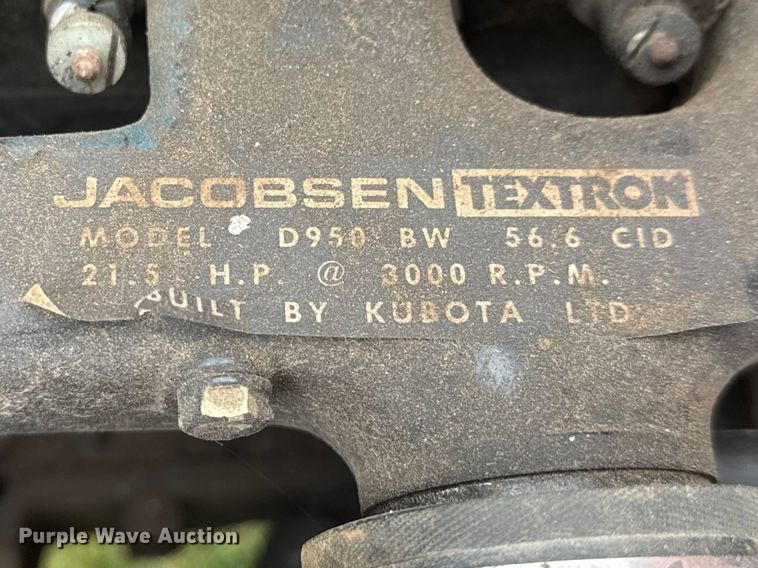 JACOBSEN TEXTRON
MODEL D950 BW 56.6 CID
21.5 H.P. @ 3000 R.P.M.
BUILT BY KUBOTA LTD.
Purple Wave Auction